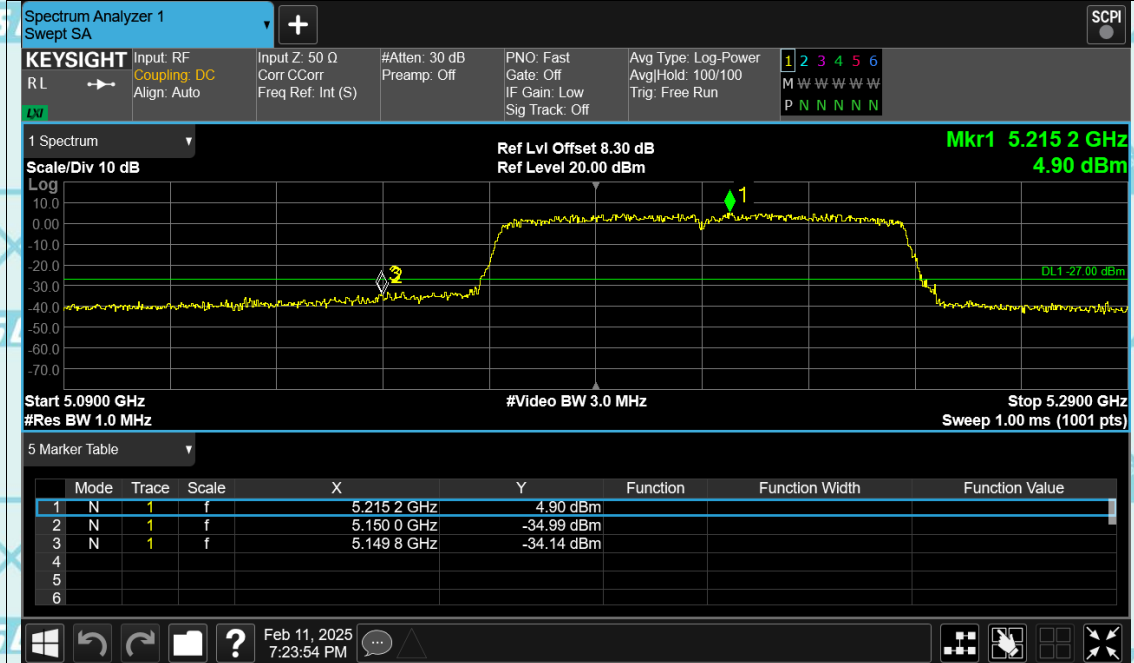 Spectrum Analyzer 1
Swept SA
+
SCPI
KEYSIGHT
RL
LXI
Input: RF
Coupling: DC
Align: Auto
Input Z: 50 Ω
Corr CCorr
Freq Ref: Int (S)
#Atten: 30 dB
Preamp: Off
PNO: Fast
Gate: Off
IF Gain: Low
Sig Track: Off
Avg Type: Log-Power
Avg|Hold: 100/100
Trig: Free Run
1 2 3 4 5 6
M W W W W W
P N N N N N
1 Spectrum
Scale/Div 10 dB
Log
Ref Lvl Offset 8.30 dB
Ref Level 20.00 dBm
Mkr1 5.215 2 GHz
4.90 dBm
10.0
0.00
-10.0
-20.0
-30.0
-40.0
-50.0
-60.0
-70.0
1
2
DL1 -27.00 dBm
Start 5.0900 GHz
#Res BW 1.0 MHz
#Video BW 3.0 MHz
Stop 5.2900 GHz
Sweep 1.00 ms (1001 pts)
5 Marker Table
Mode Trace Scale X Y Function Function Width Function Value
1 N 1 f 5.215 2 GHz 4.90 dBm
2 N 1 f 5.150 0 GHz -34.99 dBm
3 N 1 f 5.149 8 GHz -34.14 dBm
4
5
6
?
Feb 11, 2025
7:23:54 PM